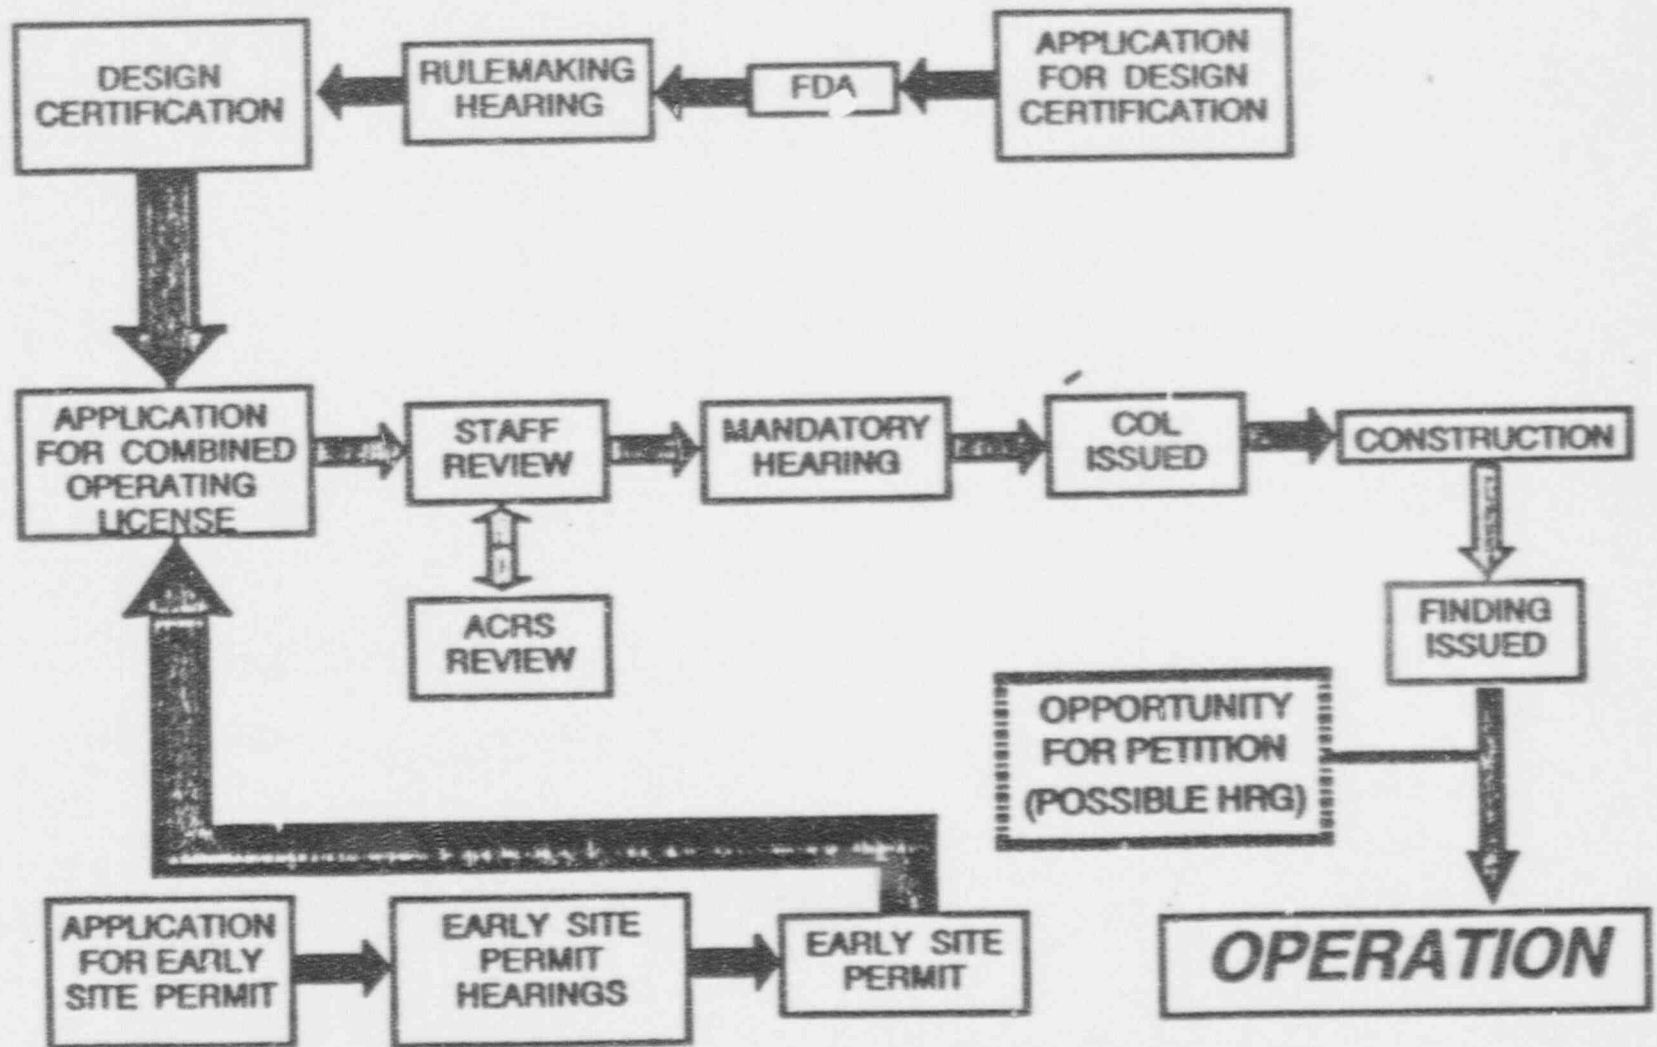 DESIGN
CERTIFICATION
RULEMAKING
HEARING
FDA
APPLICATION
FOR DESIGN
CERTIFICATION
APPLICATION
FOR COMBINED
OPERATING
LICENSE
STAFF
REVIEW
MANDATORY
HEARING
COL
ISSUED
CONSTRUCTION
ACRS
REVIEW
FINDING
ISSUED
OPPORTUNITY
FOR PETITION
(POSSIBLE HRG)
APPLICATION
FOR EARLY
SITE PERMIT
EARLY SITE
PERMIT
HEARINGS
EARLY SITE
PERMIT
OPERATION